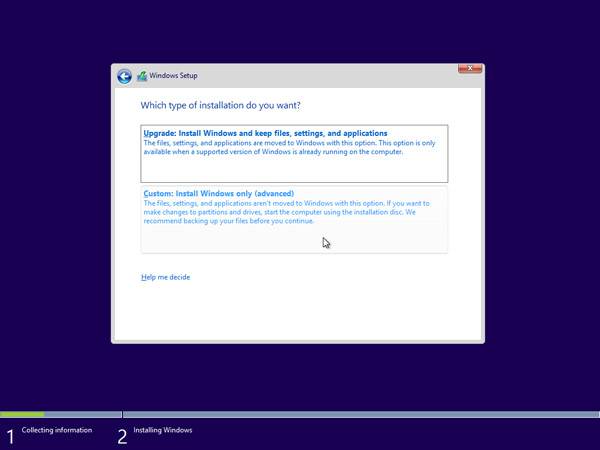 Windows Setup
Which type of installation do you want?
Upgrade: Install Windows and keep files, settings, and applications
The files, settings, and applications are moved to Windows with this option. This option is only
available when a supported version of Windows is already running on the computer.
Custom: Install Windows only (advanced)
The files, settings, and applications aren't moved to Windows with this option. If you want to
make changes to partitions and drives, start the computer using the installation disc. We
recommend backing up your files before you continue.
Help me decide
1 Collecting information
2 Installing Windows